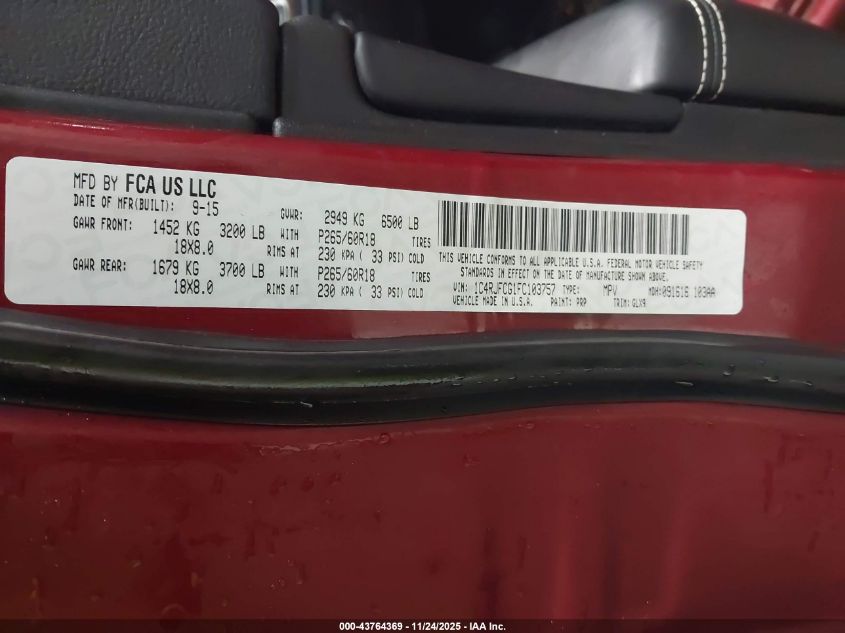 MFD BY FCA US LLC
DATE OF MFR(BUILT): 9-15 GVWR: 2949 KG 6500 LB
GAWR FRONT: 1452 KG 3200 LB WITH P265/60R18 TIRES
18X8.0 RIMS AT 230 KPA ( 33 PSI) COLD
GAWR REAR: 1679 KG 3700 LB WITH P265/60R18 TIRES
18X8.0 RIMS AT 230 KPA ( 33 PSI) COLD
THIS VEHICLE CONFORMS TO ALL APPLICABLE U.S.A. FEDERAL MOTOR VEHICLE SAFETY
STANDARDS IN EFFECT ON THE DATE OF MANUFACTURE SHOWN ABOVE.
VIN: 1C4RJFCG1FC103757 TYPE: MPV MDH:091616 103AA
VEHICLE MADE IN U.S.A. PAINT: PRP TRIM: GLX9
000-43764369 - 11/24/2025 - IAA Inc.